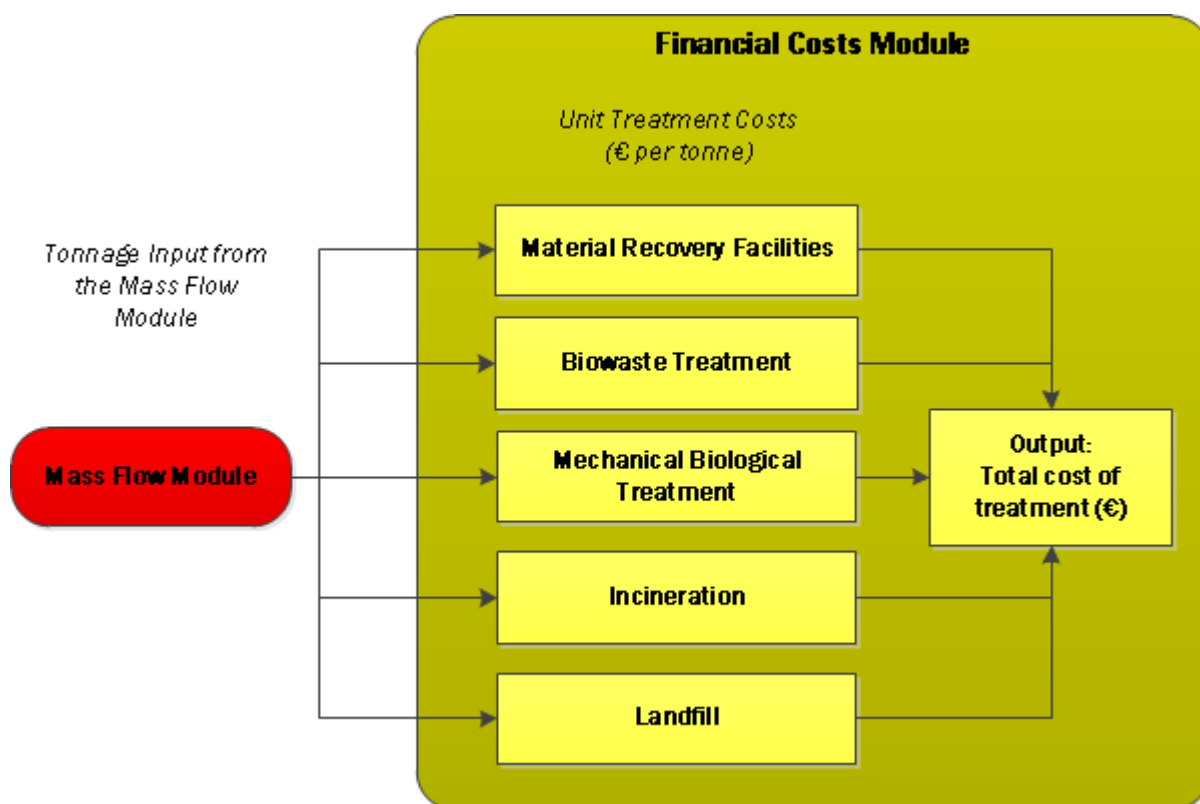 Financial Costs Module
Unit Treatment Costs
(€ per tonne)
Tonnage Input from
the Mass Flow
Module
Mass Flow Module
Material Recovery Facilities
Biowaste Treatment
Mechanical Biological
Treatment
Incineration
Landfill
Output:
Total cost of
treatment (€)